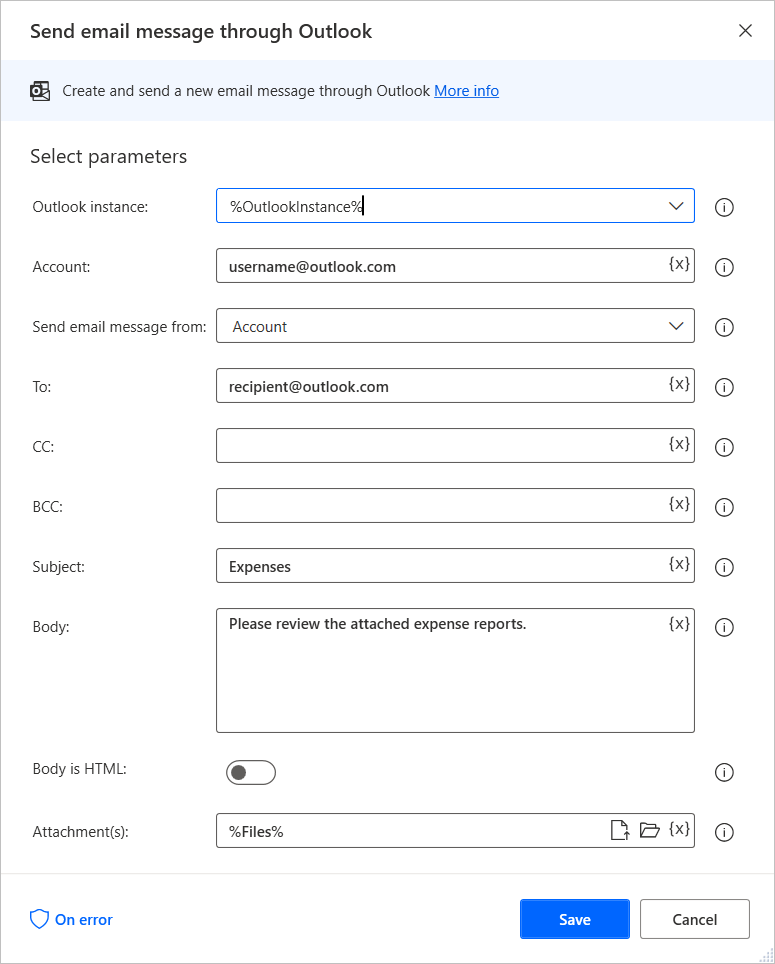 Send email message through Outlook
Create and send a new email message through Outlook More info
Select parameters
Outlook instance: %OutlookInstance%
Account: username@outlook.com {x}
Send email message from: Account
To: recipient@outlook.com {x}
CC: {x}
BCC: {x}
Subject: Expenses {x}
Body: Please review the attached expense reports. {x}
Body is HTML:
Attachment(s): %Files% {x}
On error Save Cancel